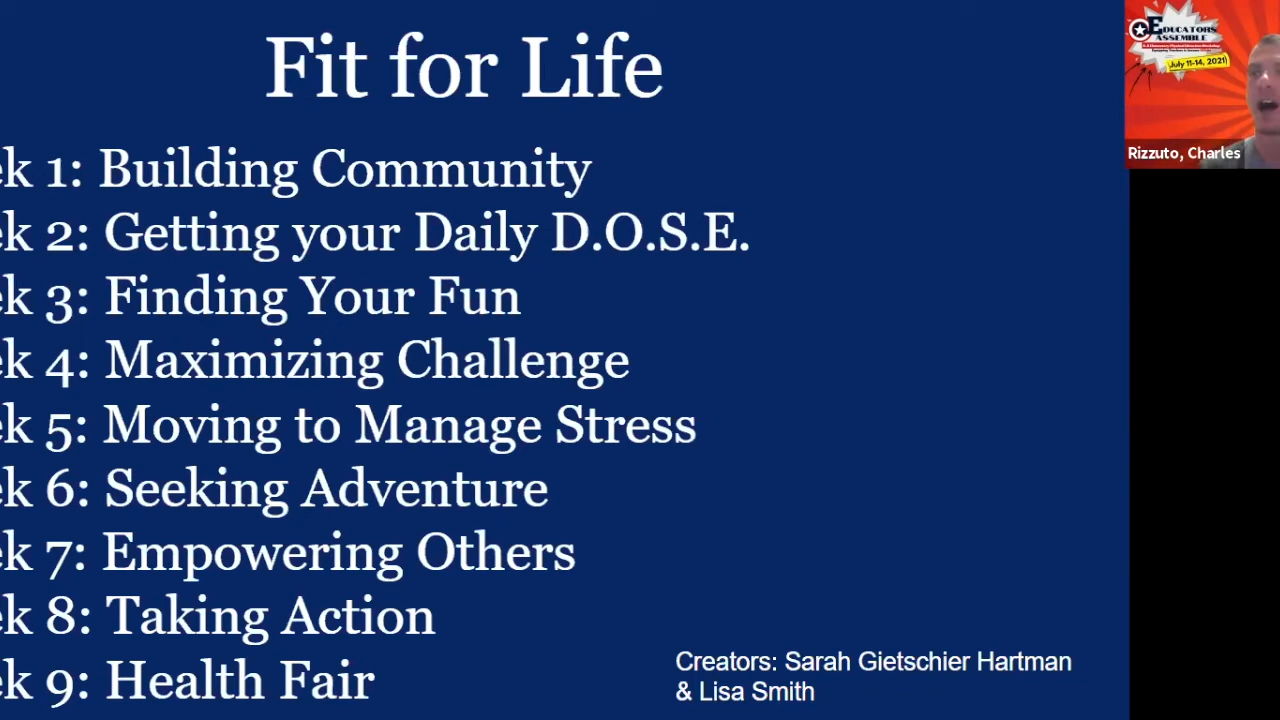 Fit for Life
ek 1: Building Community
ek 2: Getting your Daily D.O.S.E.
ek 3: Finding Your Fun
ek 4: Maximizing Challenge
ek 5: Moving to Manage Stress
ek 6: Seeking Adventure
ek 7: Empowering Others
ek 8: Taking Action
ek 9: Health Fair
Creators: Sarah Gietschier Hartman
& Lisa Smith
EDUCATORS
ASSEMBLE
July 11-14, 2021
Rizzuto, Charles